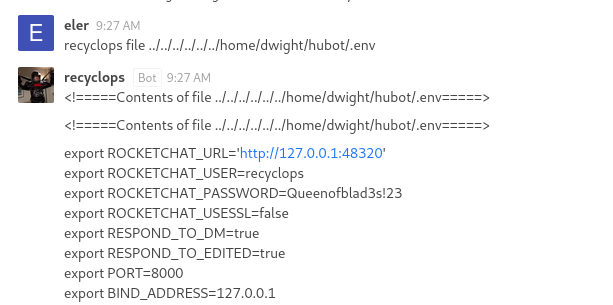 E
eler 9:27 AM
recyclops file ../../../../../../home/dwight/hubot/.env
recyclops Bot 9:27 AM
<!=====Contents of file ../../../../../../home/dwight/hubot/.env=====>
<!=====Contents of file ../../../../../../home/dwight/hubot/.env=====>
export ROCKETCHAT_URL='http://127.0.0.1:48320'
export ROCKETCHAT_USER=recyclops
export ROCKETCHAT_PASSWORD=Queenofblad3s!23
export ROCKETCHAT_USESSL=false
export RESPOND_TO_DM=true
export RESPOND_TO_EDITED=true
export PORT=8000
export BIND_ADDRESS=127.0.0.1